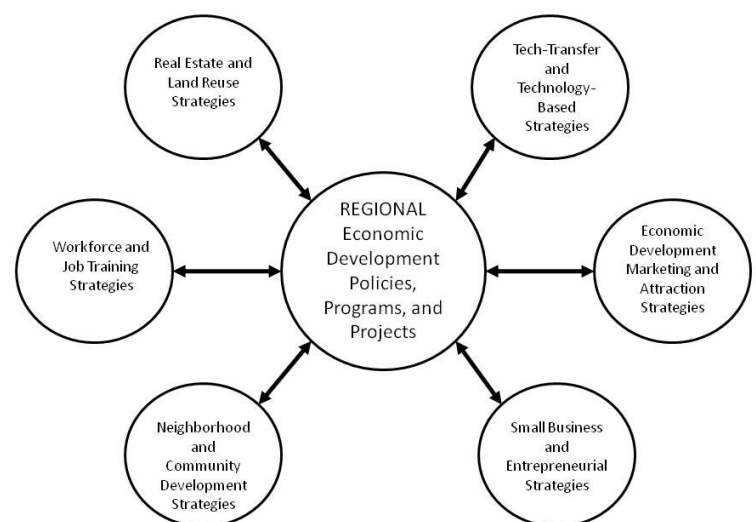 Real Estate and
Land Reuse
Strategies
Tech-Transfer
and
Technology-
Based
Strategies
Workforce and
Job Training
Strategies
REGIONAL
Economic
Development
Policies,
Programs, and
Projects
Economic
Development
Marketing and
Attraction
Strategies
Neighborhood
and
Community
Development
Strategies
Small Business
and
Entrepreneurial
Strategies